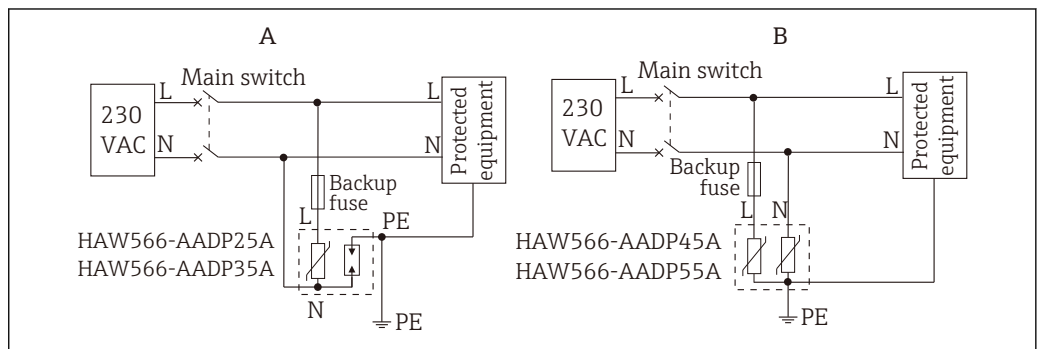 A
Main switch
L
L
230
VAC
N
N
Protected
equipment
Backup
fuse
L
PE
HAW566-AADP25A
HAW566-AADP35A
N
PE
B
Main switch
L
L
230
VAC
N
N
Protected
equipment
Backup
fuse
L
N
HAW566-AADP45A
HAW566-AADP55A
PE